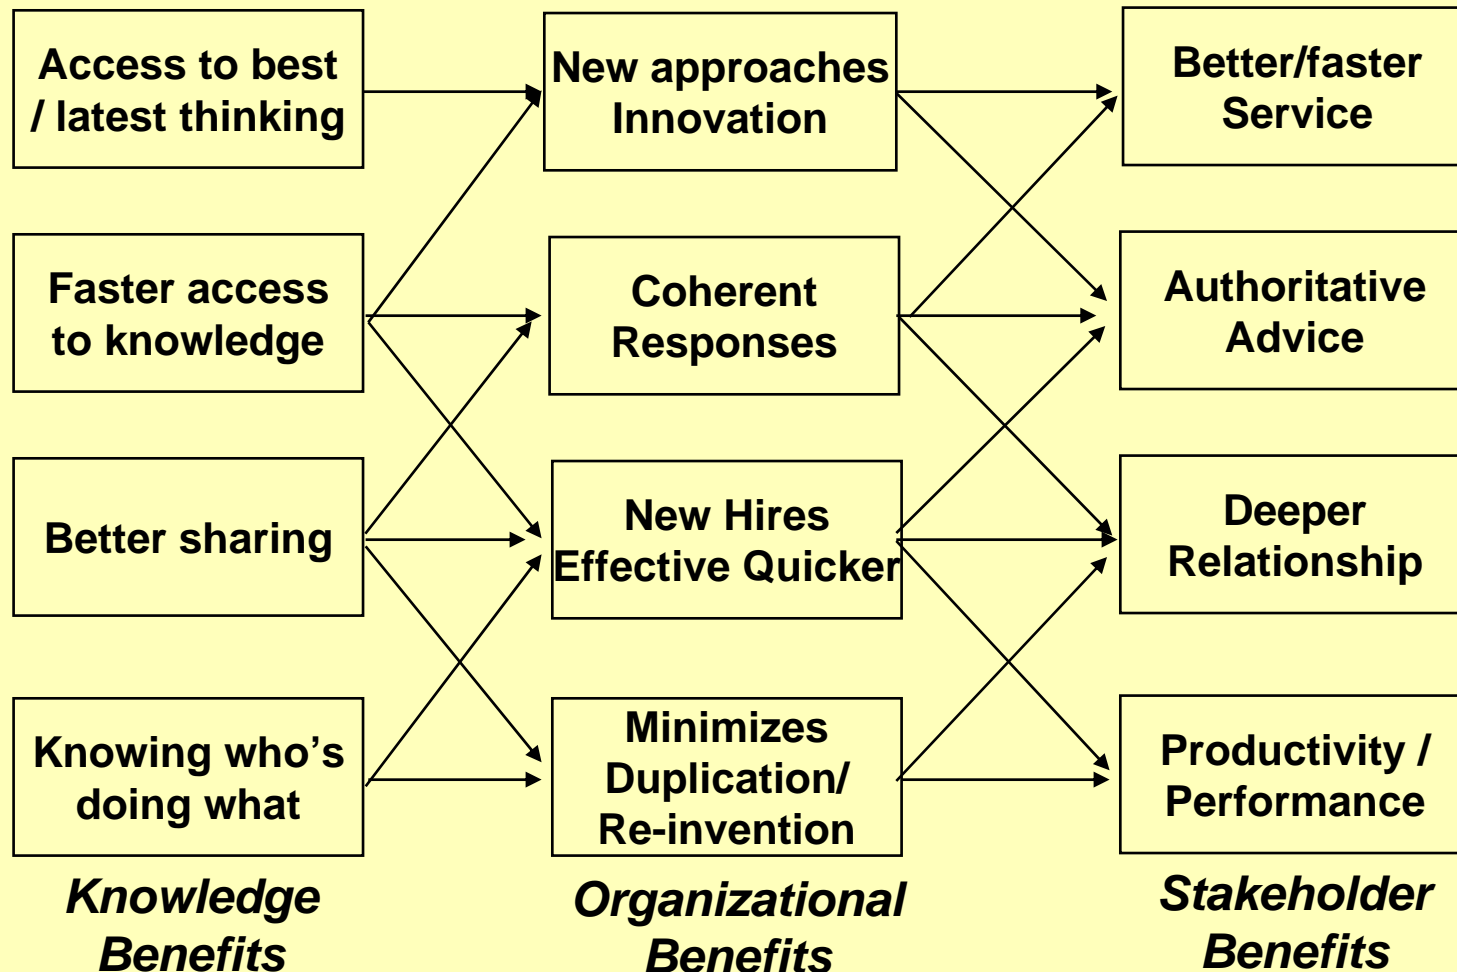 Access to best
/ latest thinking
New approaches
Innovation
Better/faster
Service
Faster access
to knowledge
Coherent
Responses
Authoritative
Advice
Better sharing
New Hires
Effective Quicker
Deeper
Relationship
Knowing who’s
doing what
Minimizes
Duplication/
Re-invention
Productivity /
Performance
Knowledge
Benefits
Organizational
Benefits
Stakeholder
Benefits